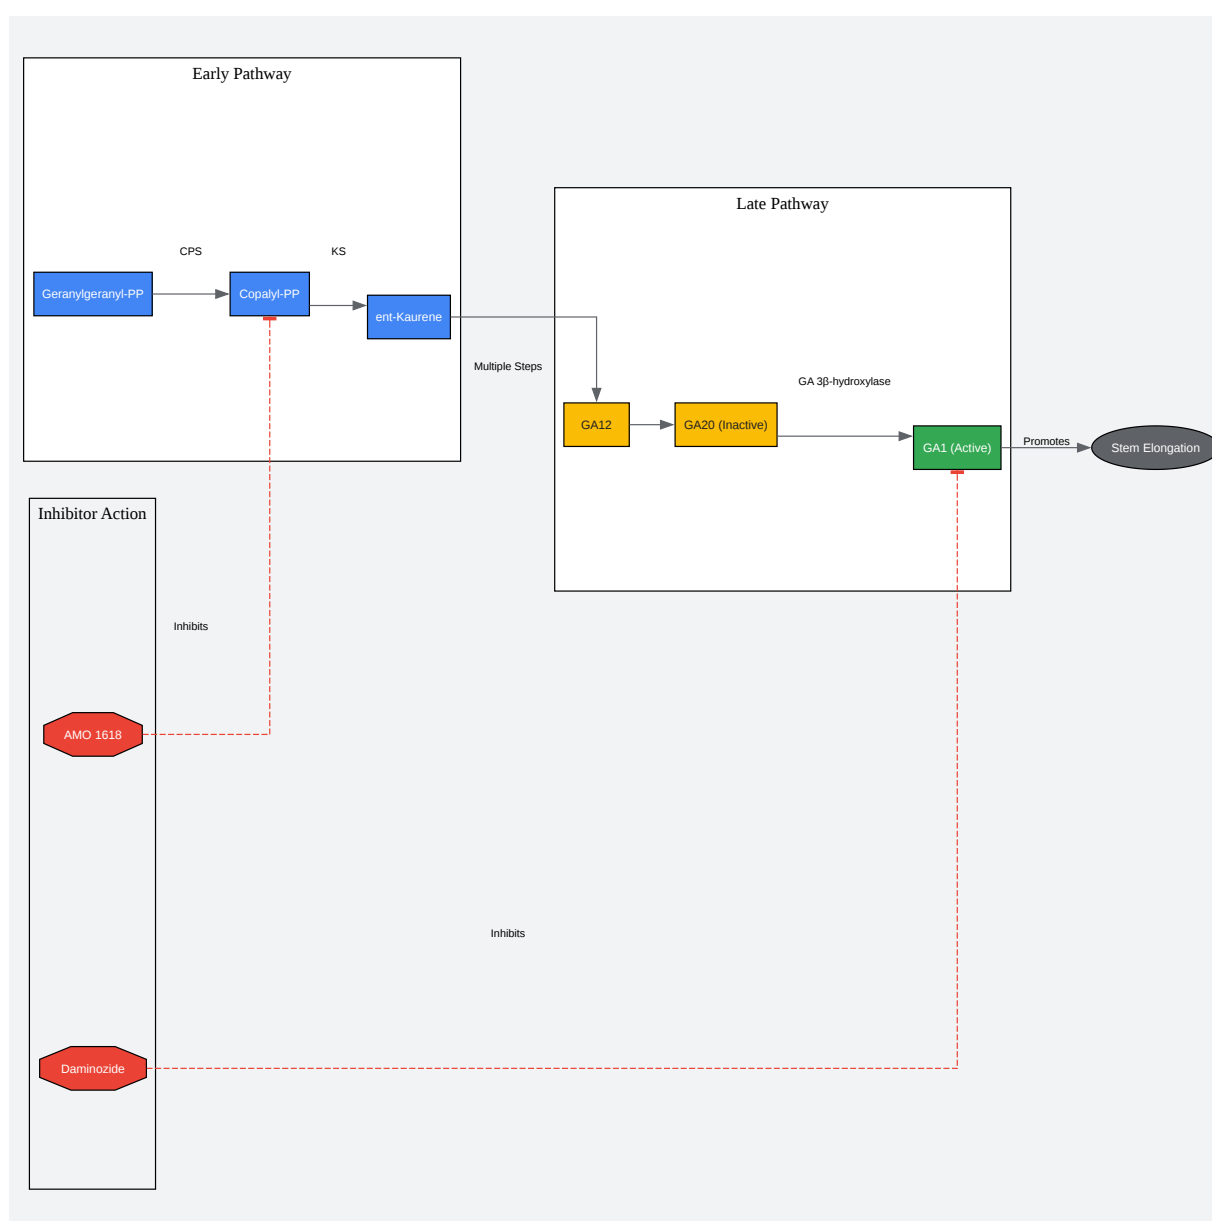 Early Pathway
CPS
KS
Geranylgeranyl-PP
Copalyl-PP
ent-Kaurene
Multiple Steps
Late Pathway
GA 3β-hydroxylase
GA12
GA20 (Inactive)
GA1 (Active)
Promotes
Stem Elongation
Inhibitor Action
Inhibits
AMO 1618
Inhibits
Daminozide